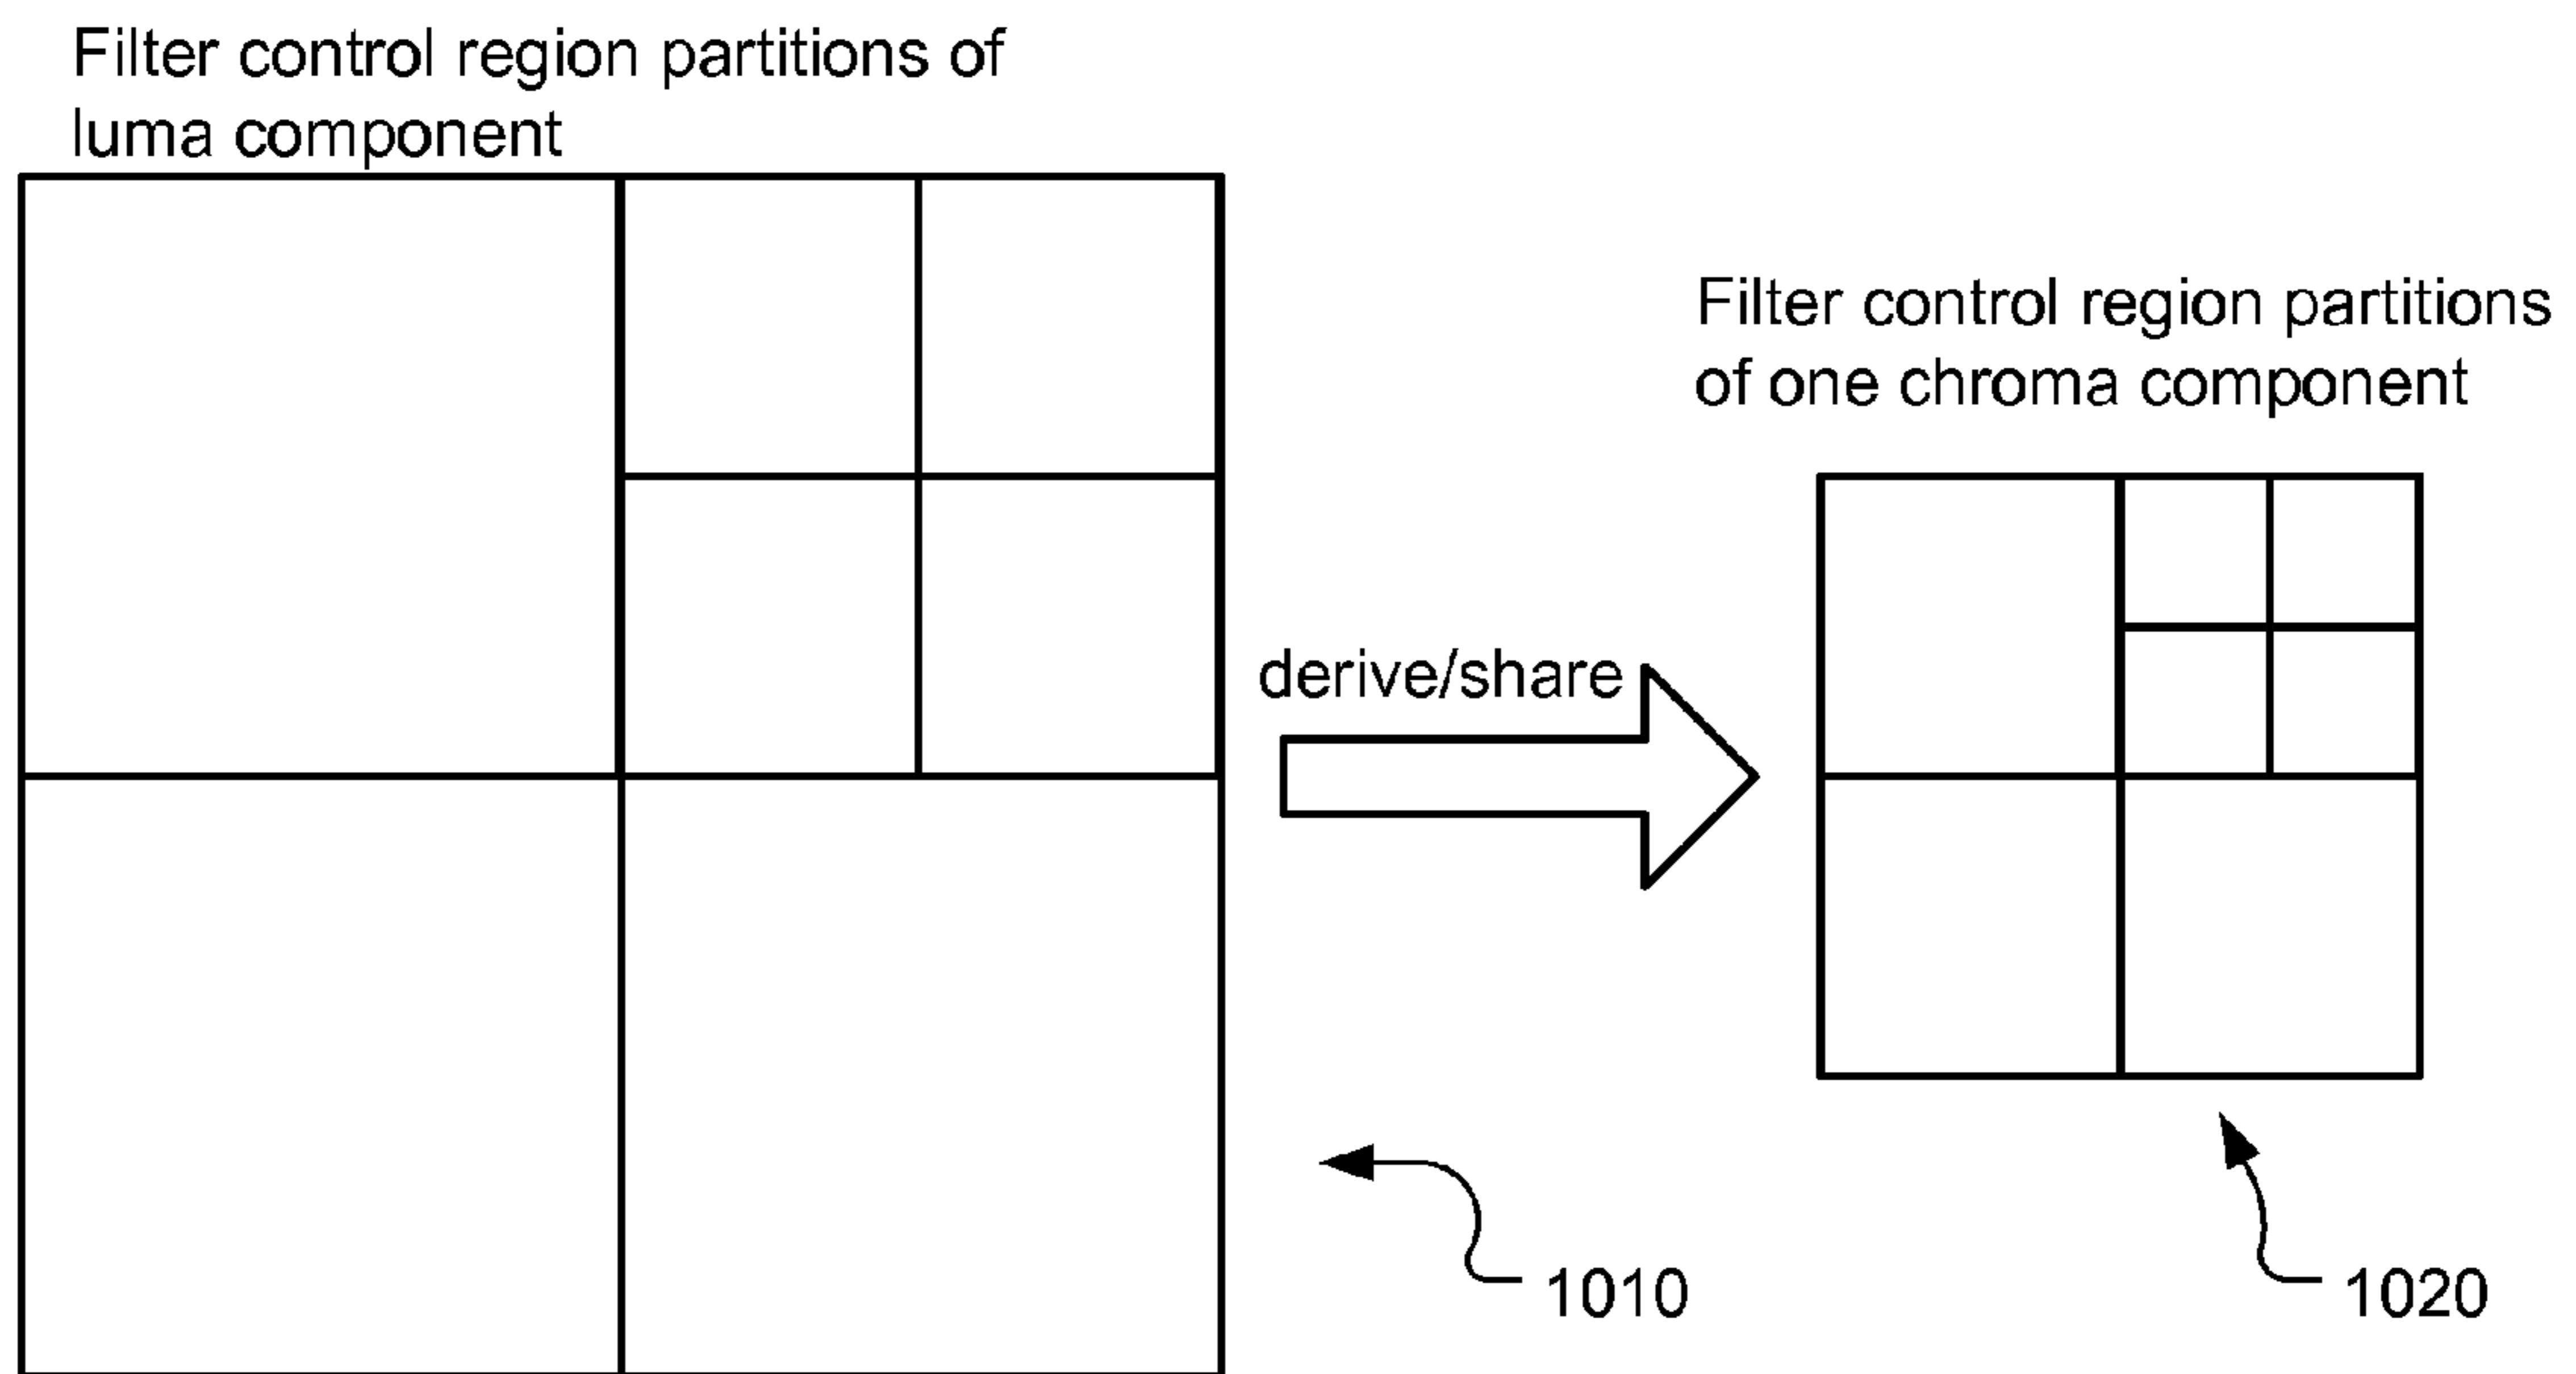 Filter control region partitions of
luma component
Filter control region partitions
of one chroma component
derive/share
1010
1020